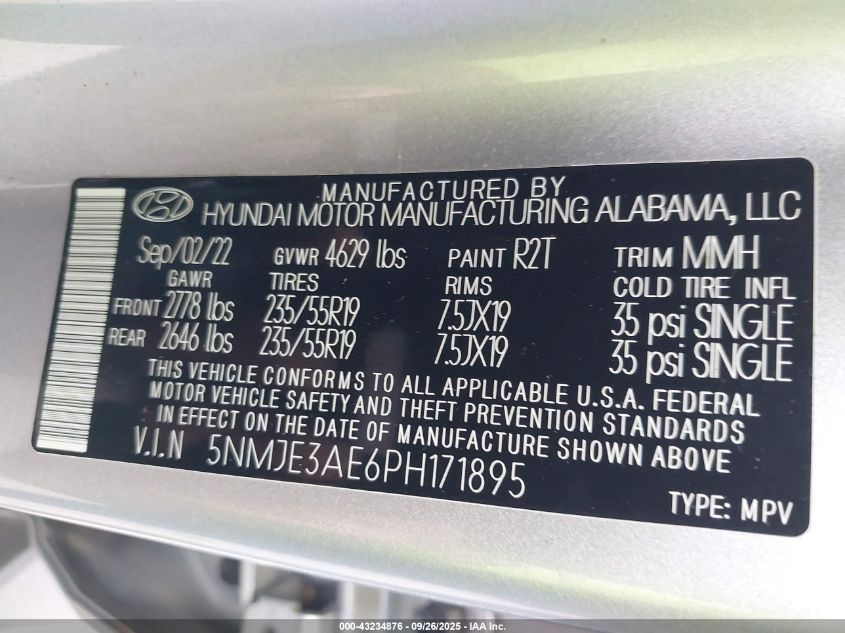 MANUFACTURED BY
HYUNDAI MOTOR MANUFACTURING ALABAMA, LLC
Sep/02/22 GVWR 4629 lbs PAINT R2T TRIM MMH
GAWR TIRES RIMS COLD TIRE INFL
FRONT 2778 lbs 235/55R19 7.5JX19 35 psi SINGLE
REAR 2646 lbs 235/55R19 7.5JX19 35 psi SINGLE
THIS VEHICLE CONFORMS TO ALL APPLICABLE U.S.A. FEDERAL
MOTOR VEHICLE SAFETY AND THEFT PREVENTION STANDARDS
IN EFFECT ON THE DATE OF MANUFACTURE SHOWN ABOVE
V.I.N 5NMJE3AE6PH171895
TYPE: MPV
000-43234876 - 09/26/2025 - IAA Inc.